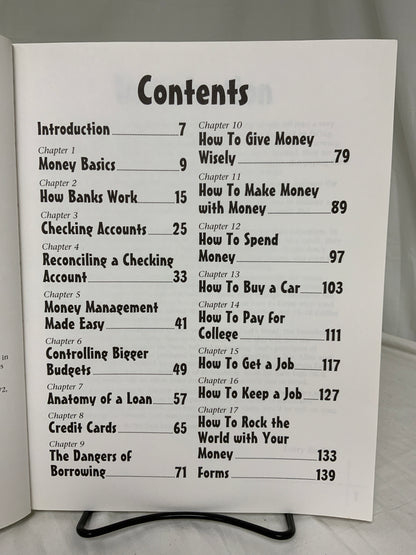 Contents
Introduction 7
Chapter 1
Money Basics 9
Chapter 2
How Banks Work 15
Chapter 3
Checking Accounts 25
Chapter 4
Reconciling a Checking
Account 33
Chapter 5
Money Management
Made Easy 41
Chapter 6
Controlling Bigger
Budgets 49
Chapter 7
Anatomy of a Loan 57
Chapter 8
Credit Cards 65
Chapter 9
The Dangers of
Borrowing 71
Chapter 10
How To Give Money
Wisely 79
Chapter 11
How To Make Money
with Money 89
Chapter 12
How To Spend
Money 97
Chapter 13
How To Buy a Car 103
Chapter 14
How To Pay for
College 111
Chapter 15
How To Get a Job 117
Chapter 16
How To Keep a Job 127
Chapter 17
How To Rock the
World with Your
Money 133
Forms 139
in